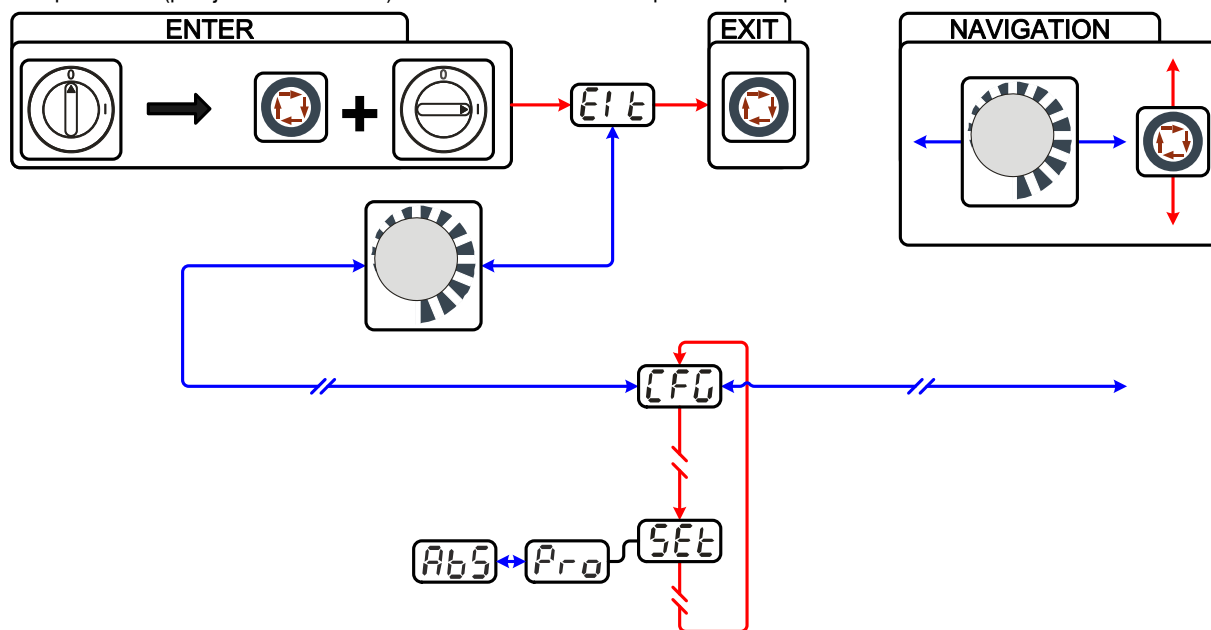 ENTER
EXIT
NAVIGATION
0
I
0
I
EIt
CFG
SEt
AbS
Pro